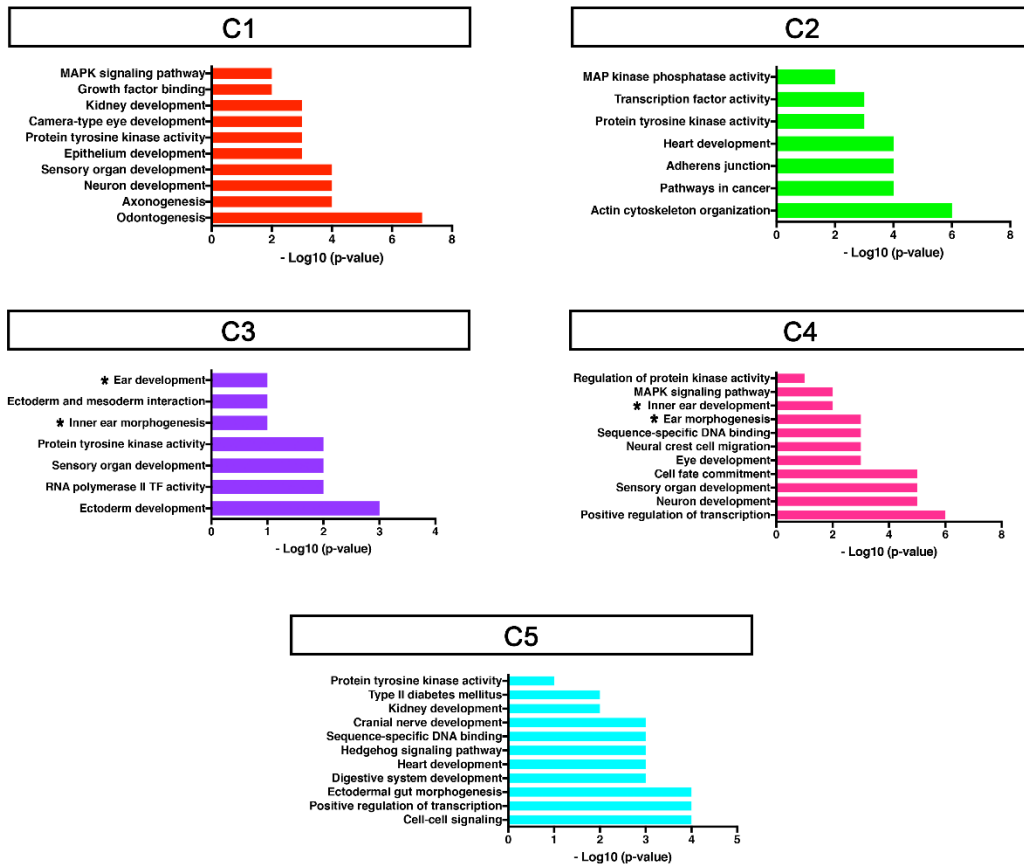 C1
MAPK signaling pathway
Growth factor binding
Kidney development
Camera-type eye development
Protein tyrosine kinase activity
Epithelium development
Sensory organ development
Neuron development
Axonogenesis
Odontogenesis
0 2 4 6 8
- Log10 (p-value)
C2
MAP kinase phosphatase activity
Transcription factor activity
Protein tyrosine kinase activity
Heart development
Adherens junction
Pathways in cancer
Actin cytoskeleton organization
0 2 4 6 8 10
- Log10 (p-value)
C3
* Ear development
Ectoderm and mesoderm interaction
* Inner ear morphogenesis
Protein tyrosine kinase activity
Sensory organ development
RNA polymerase II TF activity
Ectoderm development
0 1 2 3 4
- Log10 (p-value)
C4
Regulation of protein kinase activity
MAPK signaling pathway
* Inner ear development
* Ear morphogenesis
Sequence-specific DNA binding
Neural crest cell migration
Eye development
Cell fate commitment
Sensory organ development
Neuron development
Positive regulation of transcription
0 2 4 6 8
- Log10 (p-value)
C5
Protein tyrosine kinase activity
Type II diabetes mellitus
Kidney development
Cranial nerve development
Sequence-specific DNA binding
Hedgehog signaling pathway
Heart development
Digestive system development
Ectodermal gut morphogenesis
Positive regulation of transcription
Cell-cell signaling
0 1 2 3 4 5
- Log10 (p-value)